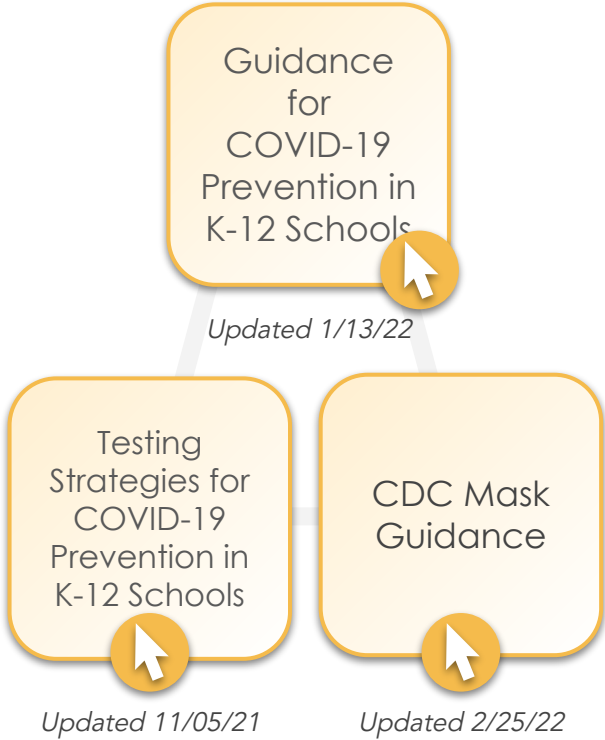 Guidance
for
COVID-19
Prevention in
K-12 Schools
Updated 1/13/22
Testing
Strategies for
COVID-19
Prevention in
K-12 Schools
Updated 11/05/21
CDC Mask
Guidance
Updated 2/25/22